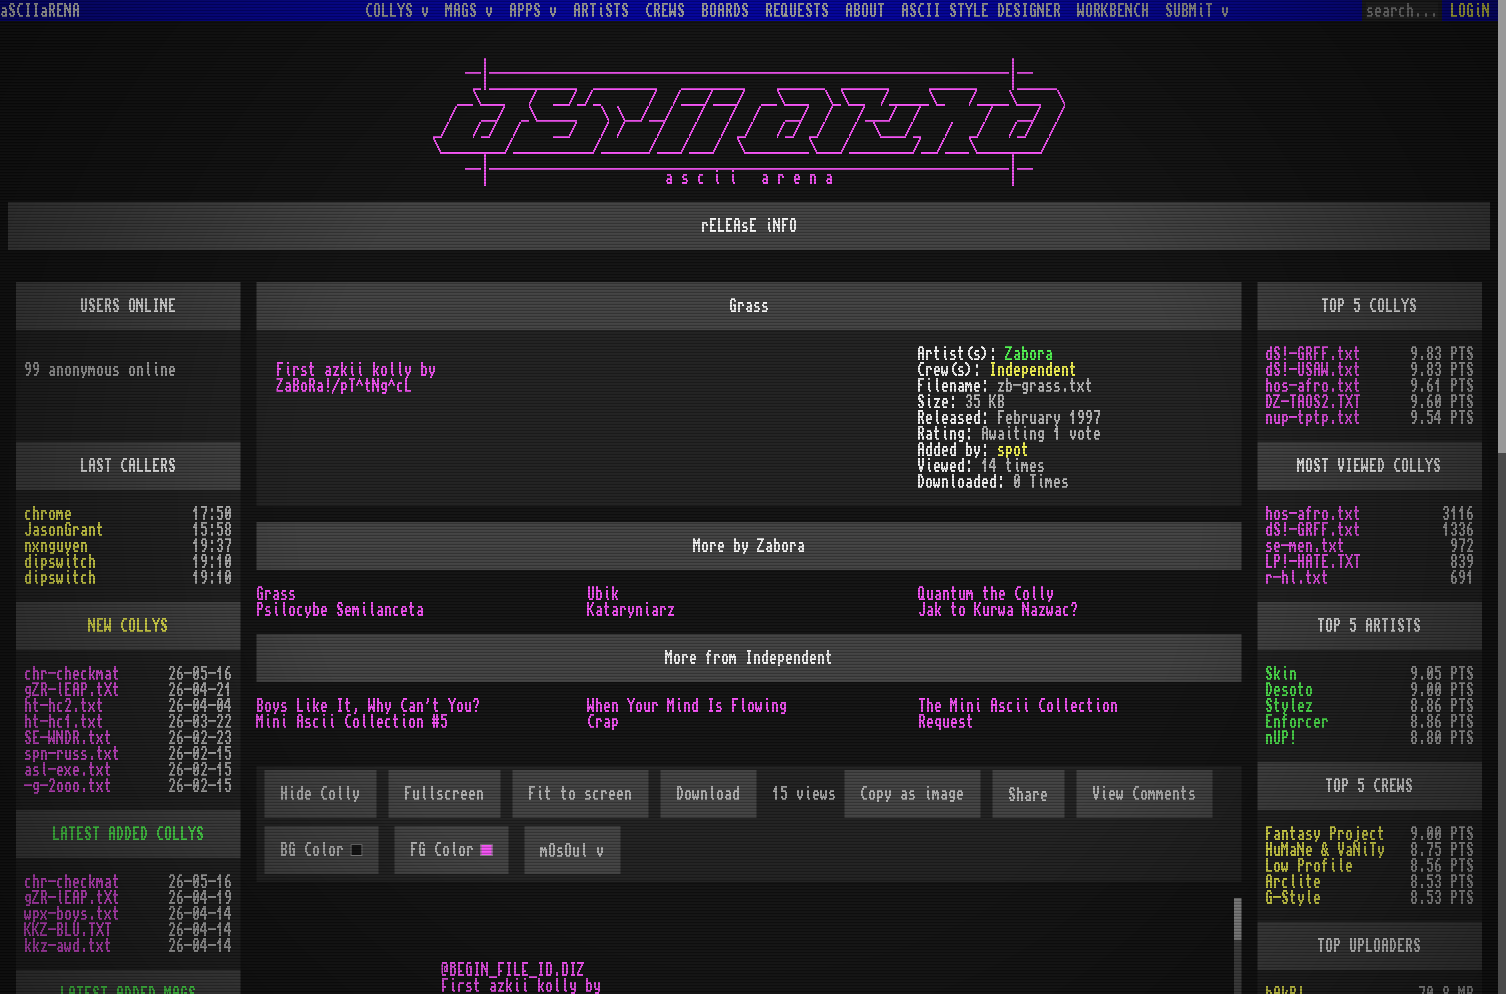 aSCIIaRENA
COLLYS v MAGS v APPS v ARTiSTS CREWS BOARDS REQUESTS ABOUT ASCII STYLE DESIGNER WORKBENCH SUBMiT v
search... LOGiN
ascii arena
rELEAsE iNFO
USERS ONLINE
99 anonymous online
LAST CALLERS
chrome 17:50
JasonGrant 15:58
nxnguyen 19:37
dipswitch 19:10
dipswitch 19:10
NEW COLLYS
chr-checkmat 26-05-16
gZR-lEAP.tXt 26-04-21
ht-hc2.txt 26-04-04
ht-hc1.txt 26-03-22
SE-WNDR.txt 26-02-23
spn-russ.txt 26-02-15
asl-exe.txt 26-02-15
-g-2ooo.txt 26-02-15
LATEST ADDED COLLYS
chr-checkmat 26-05-16
gZR-lEAP.tXt 26-04-19
wpx-boys.txt 26-04-14
KKZ-BLU.TXT 26-04-14
kkz-awd.txt 26-04-14
LATEST ADDED MAGS
Grass
First azkii kolly by
ZaBoRa!/pT^tNg^cL
Artist(s): Zabora
Crew(s): Independent
Filename: zb-grass.txt
Size: 35 KB
Released: February 1997
Rating: Awaiting 1 vote
Added by: spot
Viewed: 14 times
Downloaded: 0 Times
More by Zabora
Grass Ubik Quantum the Colly
Psilocybe Semilanceta Kataryniarz Jak to Kurwa Nazwac?
More from Independent
Boys Like It, Why Can't You? When Your Mind Is Flowing The Mini Ascii Collection
Mini Ascii Collection #5 Crap Request
Hide Colly Fullscreen Fit to screen Download 15 views Copy as image Share View Comments
BG Color FG Color mOsOul v
@BEGIN_FILE_ID.DIZ
First azkii kolly by
TOP 5 COLLYS
dS!-GRFF.txt 9.83 PTS
dS!-USAW.txt 9.83 PTS
hos-afro.txt 9.61 PTS
DZ-TAOS2.TXT 9.60 PTS
nup-tptp.txt 9.54 PTS
MOST VIEWED COLLYS
hos-afro.txt 3116
dS!-GRFF.txt 1336
se-men.txt 972
LP!-HATE.TXT 839
r-hl.txt 691
TOP 5 ARTISTS
Skin 9.05 PTS
Desoto 9.00 PTS
Stylez 8.86 PTS
Enforcer 8.86 PTS
nUP! 8.80 PTS
TOP 5 CREWS
Fantasy Project 9.00 PTS
HuMaNe & VaNiTy 8.75 PTS
Low Profile 8.56 PTS
Arclite 8.53 PTS
G-Style 8.53 PTS
TOP UPLOADERS